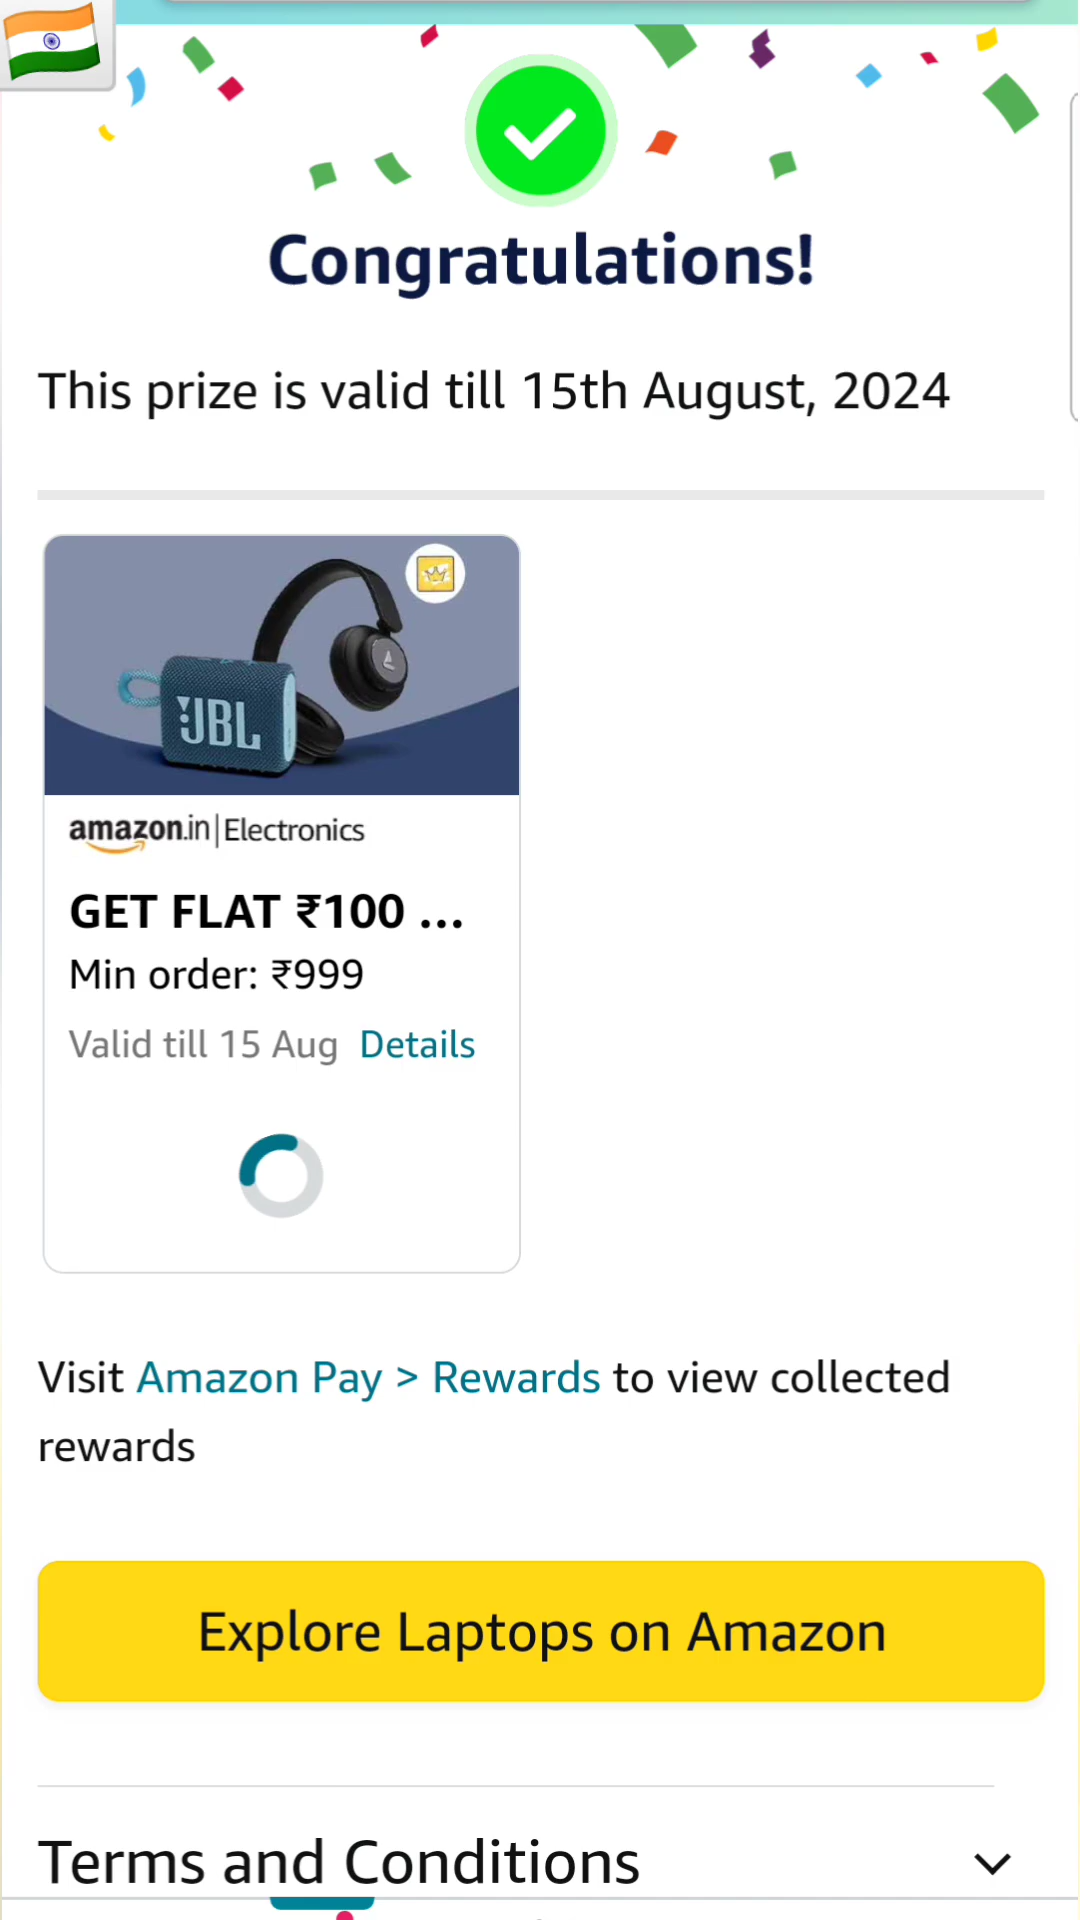 Congratulations!
This prize is valid till 15th August, 2024
JBL
amazon.in | Electronics
GET FLAT ₹100 ...
Min order: ₹999
Valid till 15 Aug Details
Visit Amazon Pay > Rewards to view collected
rewards
Explore Laptops on Amazon
Terms and Conditions